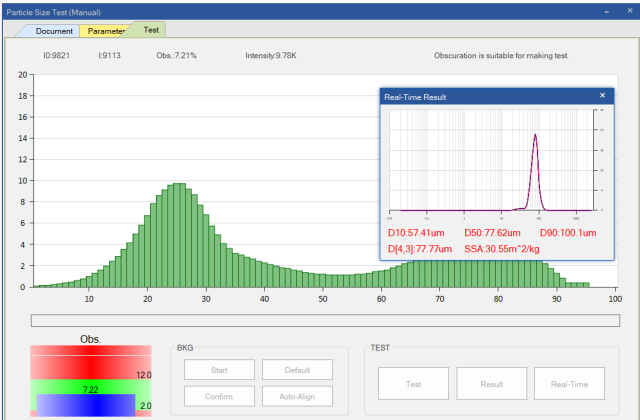 Particle Size Test (Manual)
Document Parameter Test
I0:9821 I:9113 Obs.:7.21% Intensity:9.78K Obscuration is suitable for making test.
20
18
16
14
12
10
8
6
4
2
0
10 20 30 40 50 60 70 80 90 100
Real-Time Result
D10:57.41um D50:77.62um D90:100.1um
D[4,3]:77.77um SSA:30.55m^2/kg
Obs.
12.0
7.22
2.0
BKG
Start Default
Confirm Auto-Align
TEST
Test Result Real-Time